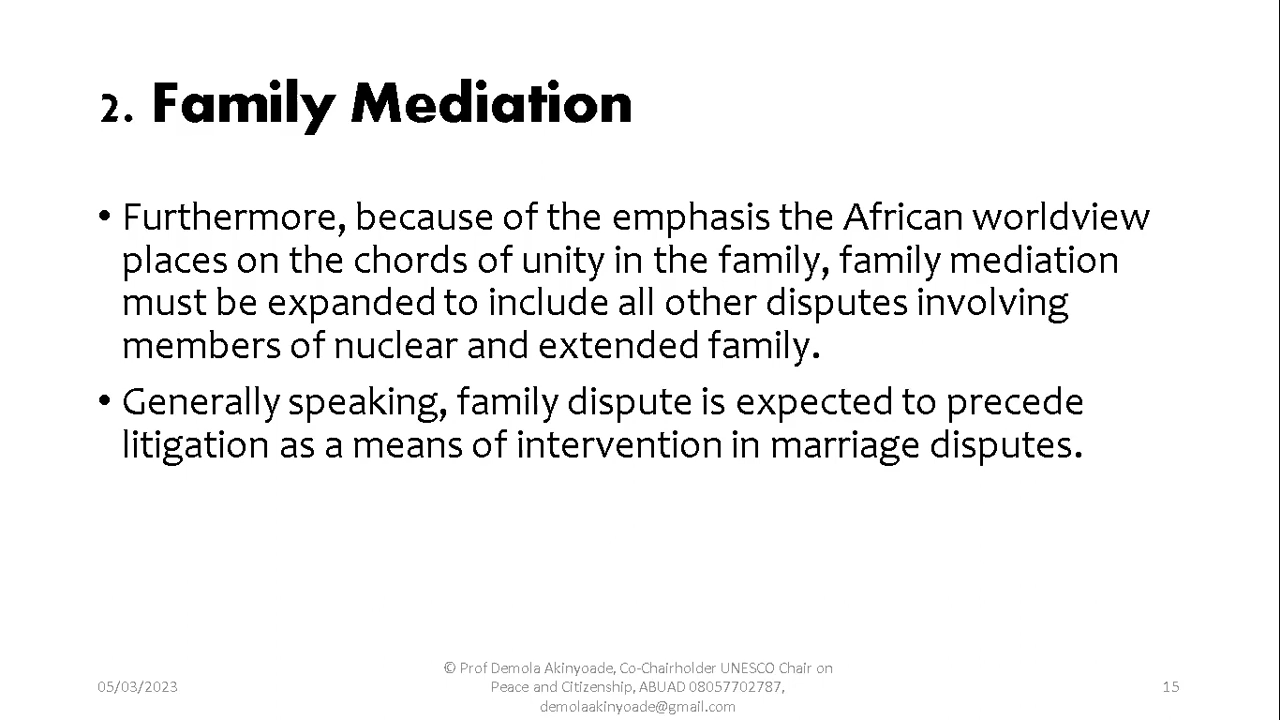 2. Family Mediation
• Furthermore, because of the emphasis the African worldview
places on the chords of unity in the family, family mediation
must be expanded to include all other disputes involving
members of nuclear and extended family.
• Generally speaking, family dispute is expected to precede
litigation as a means of intervention in marriage disputes.
05/03/2023
© Prof Demola Akinyoade, Co-Chairholder UNESCO Chair on
Peace and Citizenship, ABUAD 08057702787,
demolaakinyoade@gmail.com
15